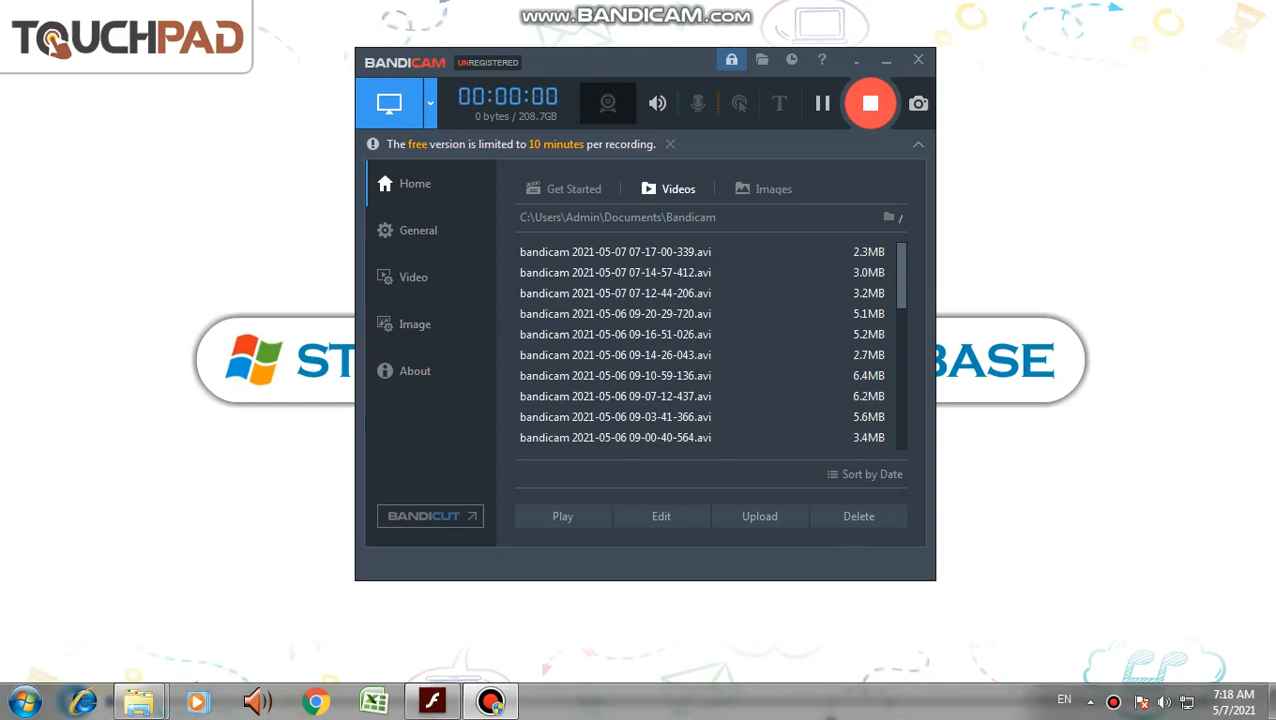 TOUCHPAD
www.BANDICAM.com
BANDICAM UNREGISTERED
?
00:00:00
0 bytes / 208.7GB
T
The free version is limited to 10 minutes per recording.
Home
General
Video
Image
About
BANDICUT
Get Started
Videos
Images
C:\Users\Admin\Documents\Bandicam
/
bandicam 2021-05-07 07-17-00-339.avi 2.3MB
bandicam 2021-05-07 07-14-57-412.avi 3.0MB
bandicam 2021-05-07 07-12-44-206.avi 3.2MB
bandicam 2021-05-06 09-20-29-720.avi 5.1MB
bandicam 2021-05-06 09-16-51-026.avi 5.2MB
bandicam 2021-05-06 09-14-26-043.avi 2.7MB
bandicam 2021-05-06 09-10-59-136.avi 6.4MB
bandicam 2021-05-06 09-07-12-437.avi 6.2MB
bandicam 2021-05-06 09-03-41-366.avi 5.6MB
bandicam 2021-05-06 09-00-40-564.avi 3.4MB
Sort by Date
Play
Edit
Upload
Delete
ST
BASE
EN
7:18 AM
5/7/2021